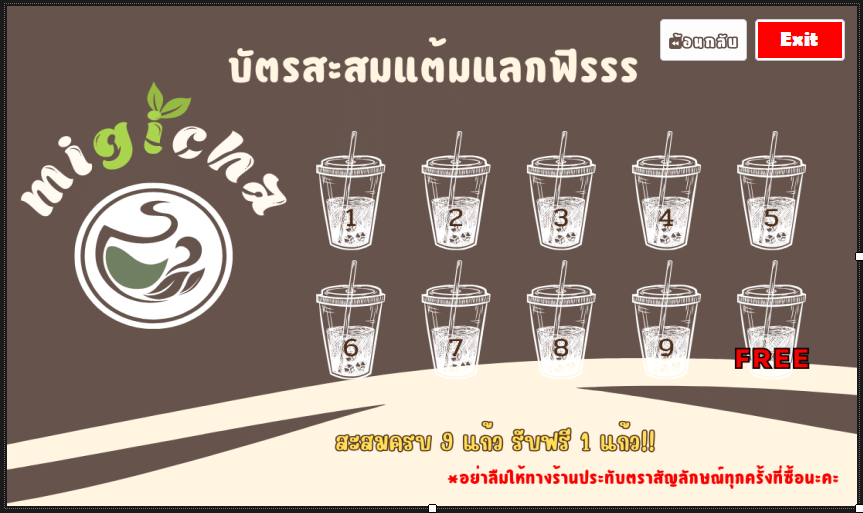 ย้อนกลับ
Exit
บัตรสะสมแต้มแลกฟรีรรร
migicha
1 2 3 4 5
6 7 8 9 FREE
สะสมครบ 9 แก้ว รับฟรี 1 แก้ว!!
*อย่าลืมให้ทางร้านประทับตราสัญลักษณ์ทุกครั้งที่ซื้อนะคะ